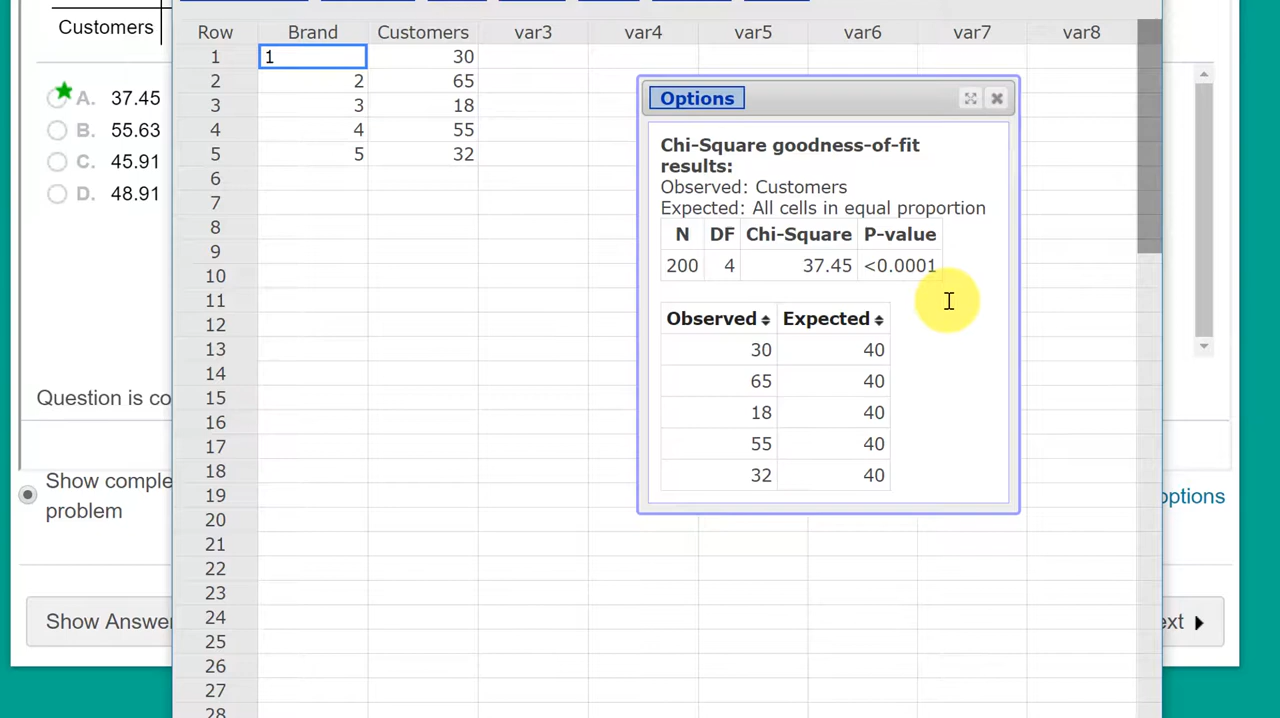 Customers
A. 37.45
B. 55.63
C. 45.91
D. 48.91
Question is co
Show comple
problem
Show Answer
Row Brand Customers var3 var4 var5 var6 var7 var8
1 1 30
2 2 65
3 3 18
4 4 55
5 5 32
6
7
8
9
10
11
12
13
14
15
16
17
18
19
20
21
22
23
24
25
26
27
28
Options
Chi-Square goodness-of-fit
results:
Observed: Customers
Expected: All cells in equal proportion
N DF Chi-Square P-value
200 4 37.45 <0.0001
Observed Expected
30 40
65 40
18 40
55 40
32 40
options
ext